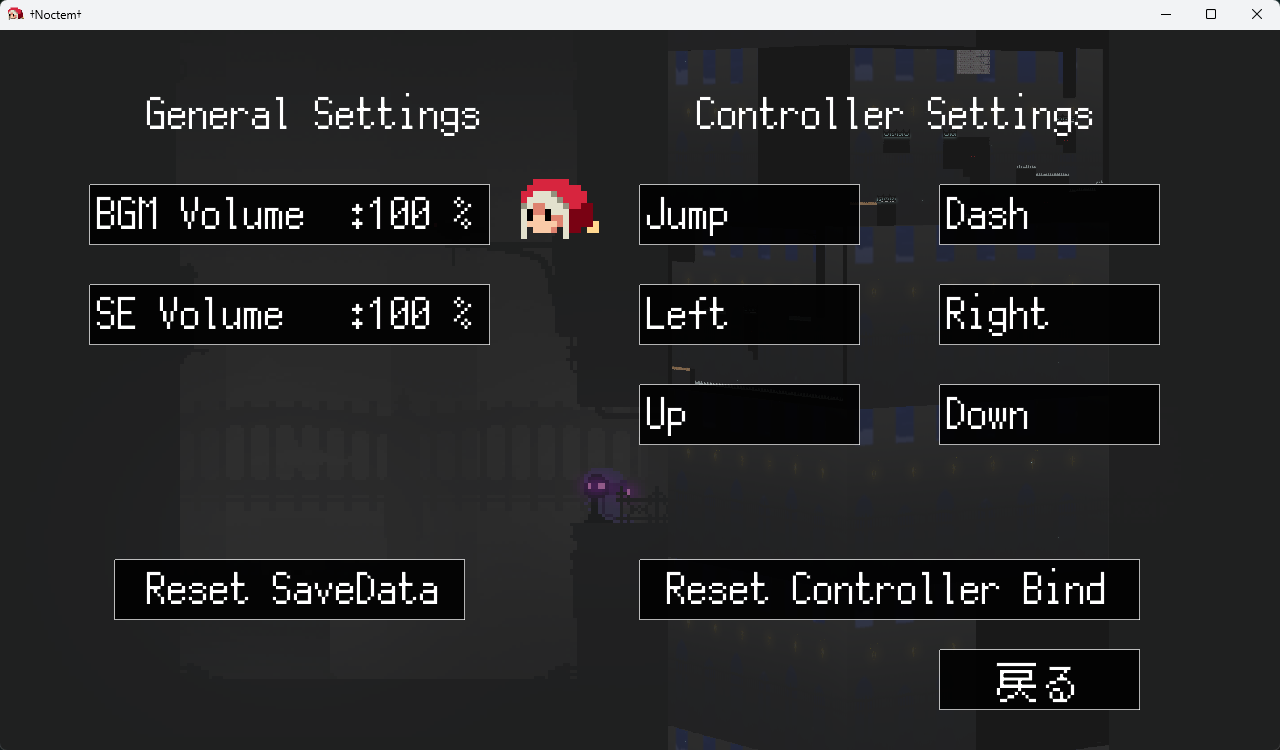 †Noctem†
General Settings
Controller Settings
BGM Volume :100 %
Jump
Dash
SE Volume :100 %
Left
Right
Up
Down
Reset SaveData
Reset Controller Bind
戻る